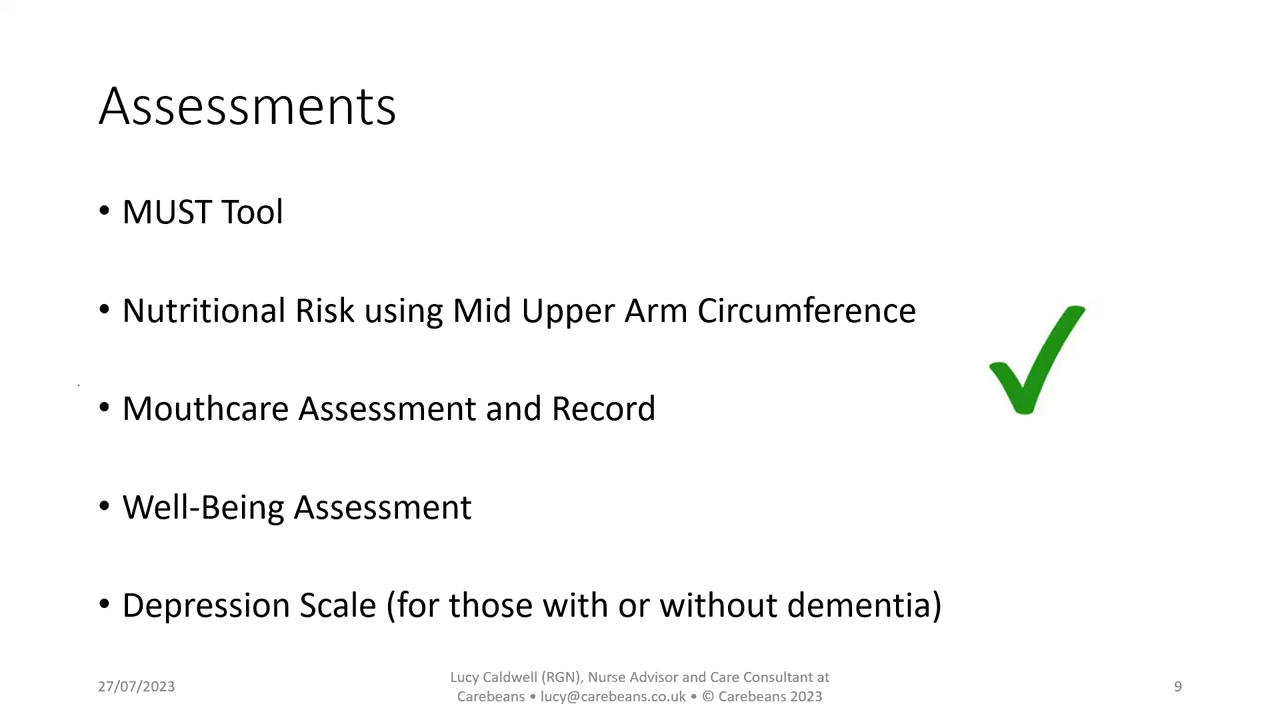 Assessments
• MUST Tool
• Nutritional Risk using Mid Upper Arm Circumference
• Mouthcare Assessment and Record
• Well-Being Assessment
• Depression Scale (for those with or without dementia)
27/07/2023
Lucy Caldwell (RGN), Nurse Advisor and Care Consultant at
Carebeans • lucy@carebeans.co.uk • © Carebeans 2023
9